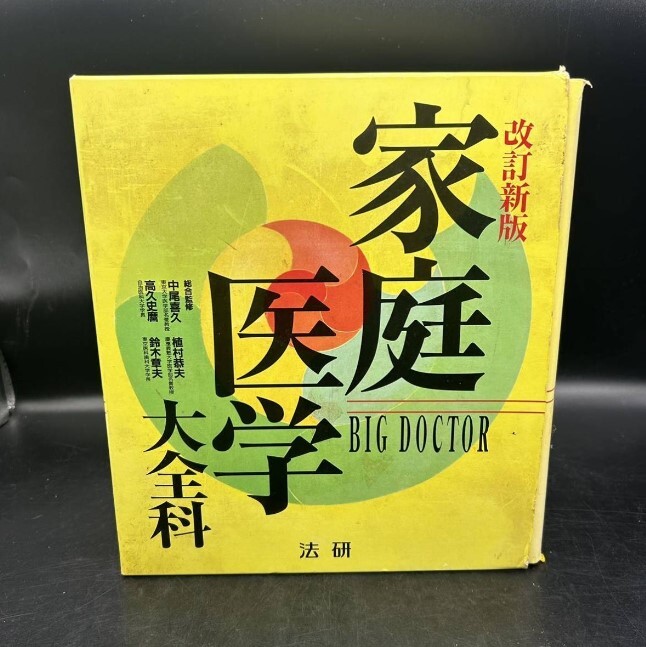 改訂新版
家庭
医学
大全科
BIG DOCTOR
総合監修
中尾喜久
高久史麿
植村恭夫
鈴木章夫
法研